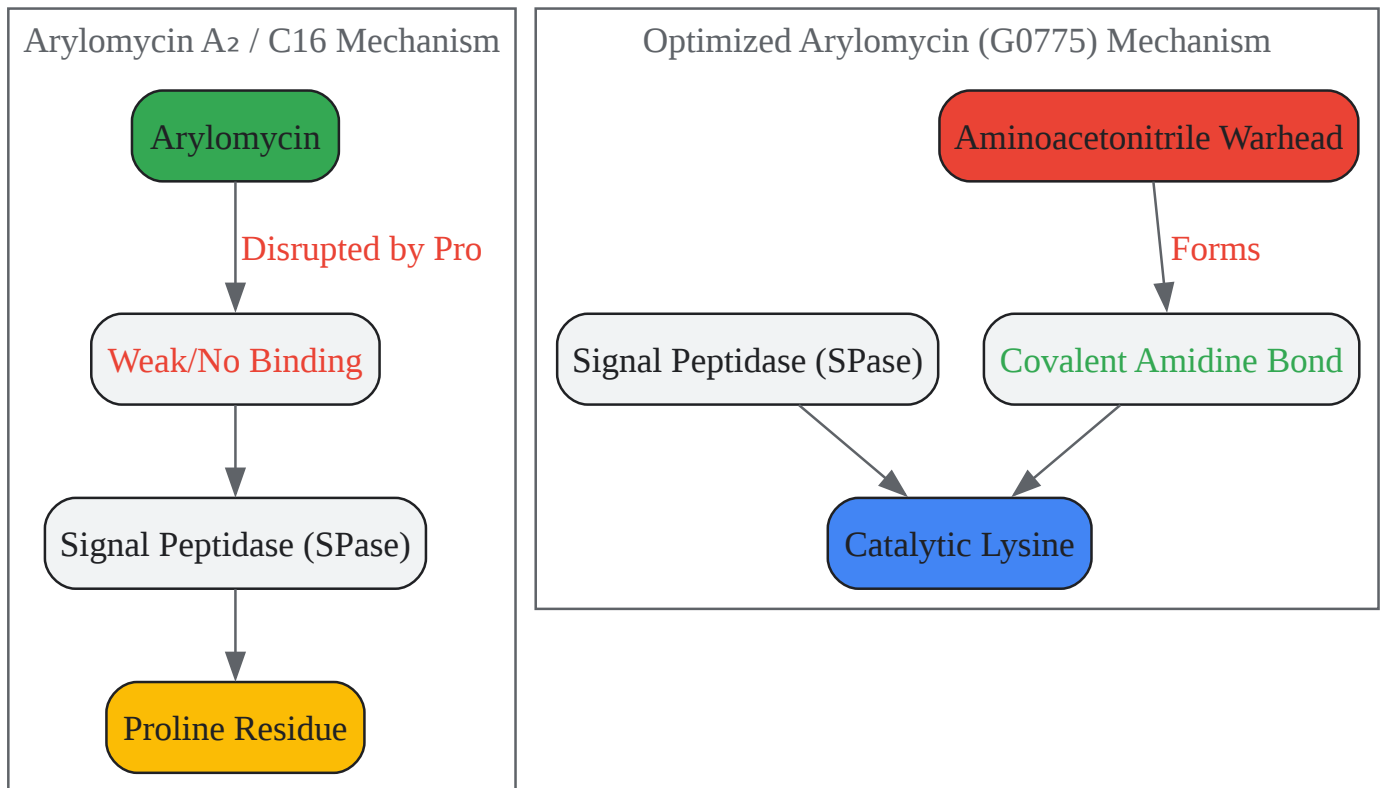 Arylomycin A₂ / C16 Mechanism
Arylomycin
Disrupted by Pro
Weak/No Binding
Signal Peptidase (SPase)
Proline Residue
Optimized Arylomycin (G0775) Mechanism
Aminoacetonitrile Warhead
Forms
Signal Peptidase (SPase)
Covalent Amidine Bond
Catalytic Lysine